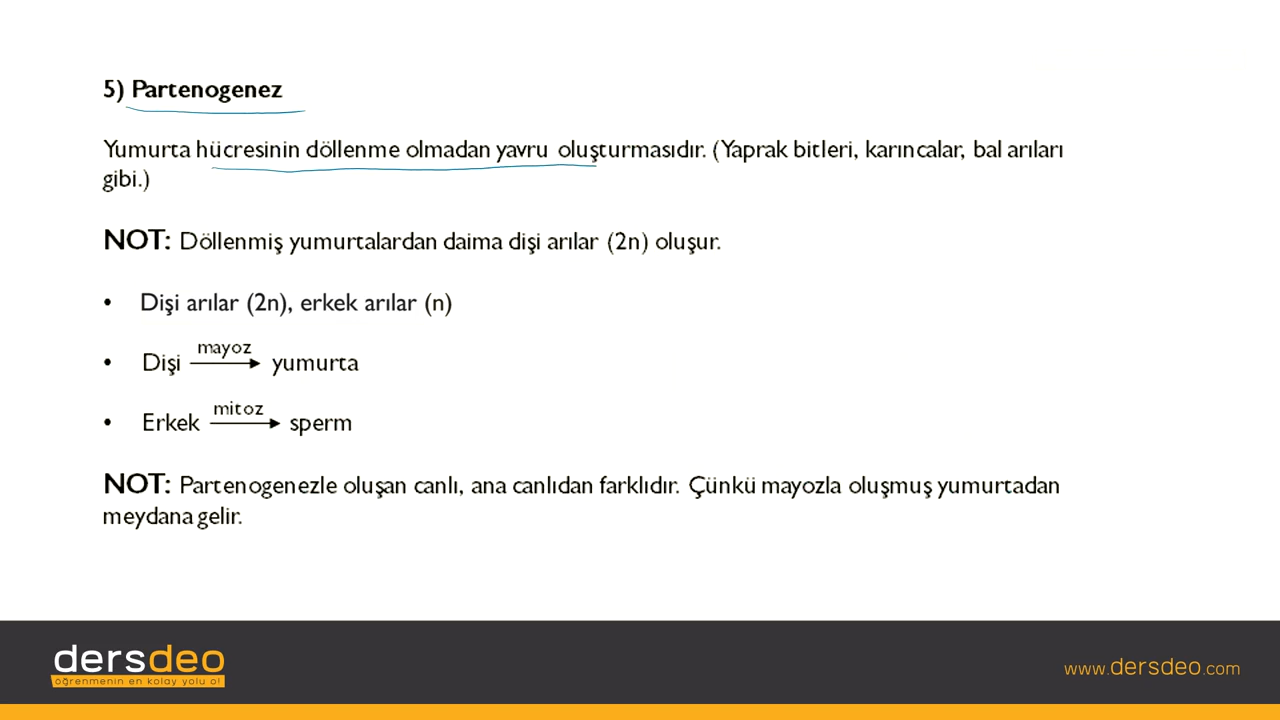 5) Partenogenez
Yumurta hücresinin döllenme olmadan yavru oluşturmasıdır. (Yaprak bitleri, karıncalar, bal arıları
gibi.)
NOT: Döllenmiş yumurtalardan daima dişi arılar (2n) oluşur.
• Dişi arılar (2n), erkek arılar (n)
• Dişi mayoz yumurta
• Erkek mitoz sperm
NOT: Partenogenezle oluşan canlı, ana canlıdan farklıdır. Çünkü mayozla oluşmuş yumurtadan
meydana gelir.
dersdeo
öğrenmenin en kolay yolu o!
www.dersdeo.com